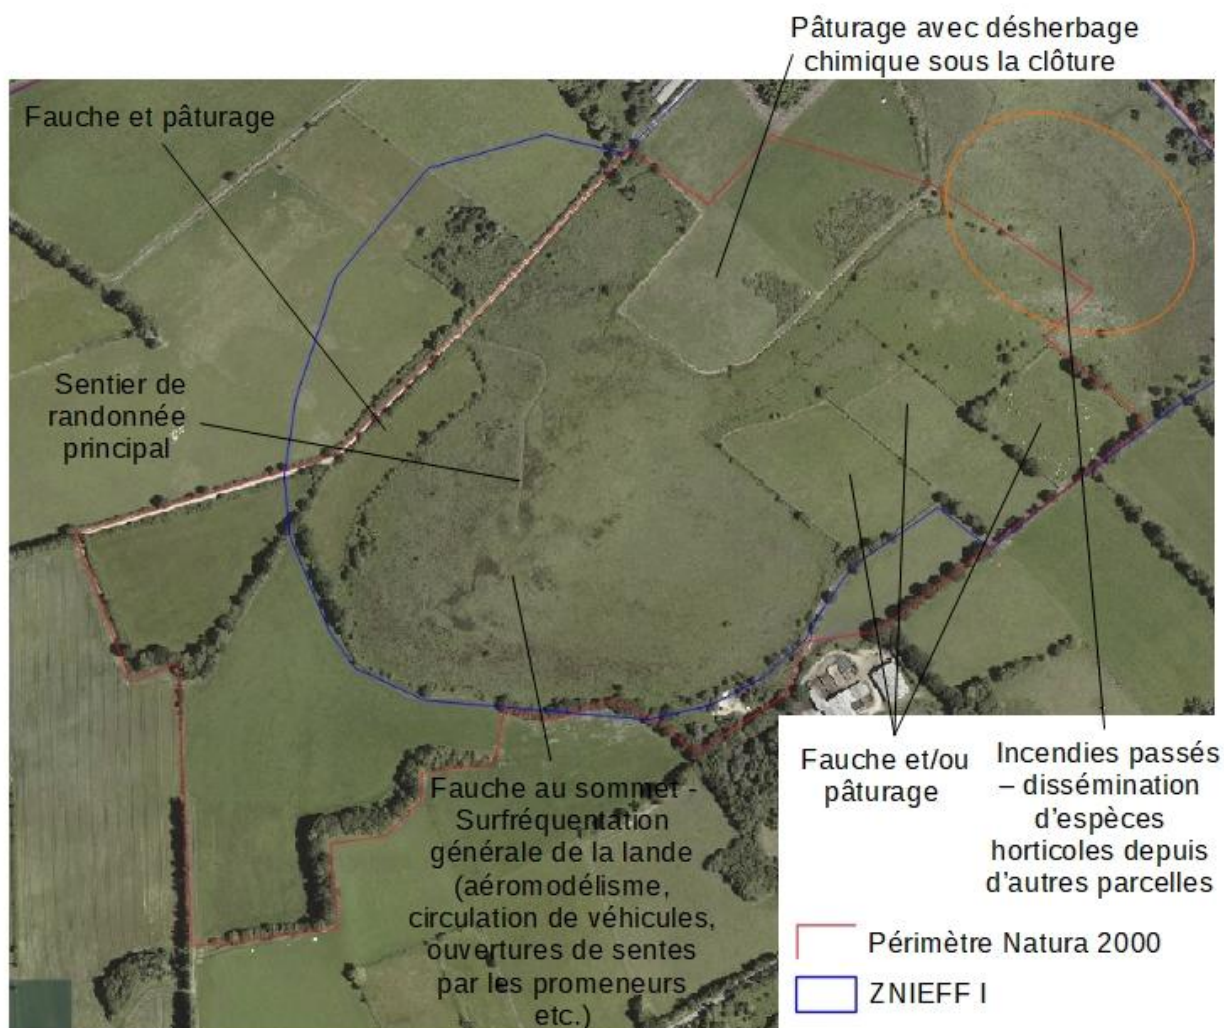 Pâturage avec désherbage
chimique sous la clôture
Fauche et pâturage
Sentier de
randonnée
principal
Fauche au sommet -
Surfréquentation
générale de la lande
(aéromodélisme,
circulation de véhicules,
ouvertures de sentes
par les promeneurs
etc.)
Fauche et/ou
pâturage
Incendies passés
– dissémination
d'espèces
horticoles depuis
d'autres parcelles
Périmètre Natura 2000
ZNIEFF I